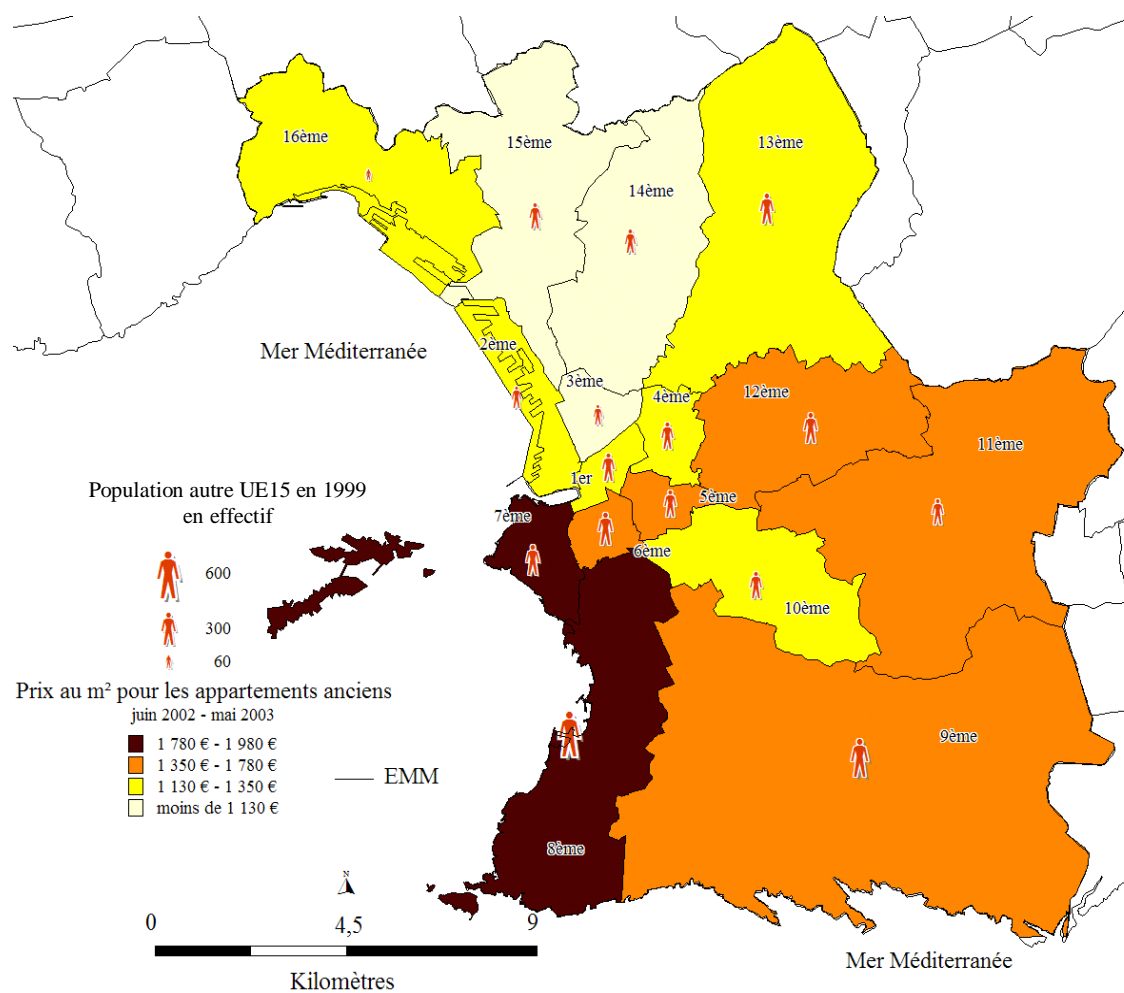 16ème
15ème
13ème
14ème
2ème
Mer Méditerranée
3ème
4ème
12ème
11ème
1er
5ème
7ème
6ème
10ème
9ème
8ème
Population autre UE15 en 1999
en effectif
600
300
60
Prix au m² pour les appartements anciens
juin 2002 - mai 2003
1 780 € - 1 980 €
1 350 € - 1 780 €
1 130 € - 1 350 €
moins de 1 130 €
EMM
N
0 4,5 9
Kilomètres
Mer Méditerranée